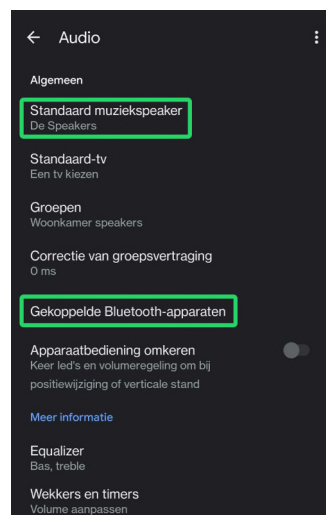 Audio
Algemeen
Standaard muziekspeaker
De Speakers
Standaard-tv
Een tv kiezen
Groepen
Woonkamer speakers
Correctie van groepsvertraging
0 ms
Gekoppelde Bluetooth-apparaten
Apparaatbediening omkeren
Keer led's en volumeregeling om bij
positiewijziging of verticale stand
Meer informatie
Equalizer
Bas, treble
Wekkers en timers
Volume aanpassen